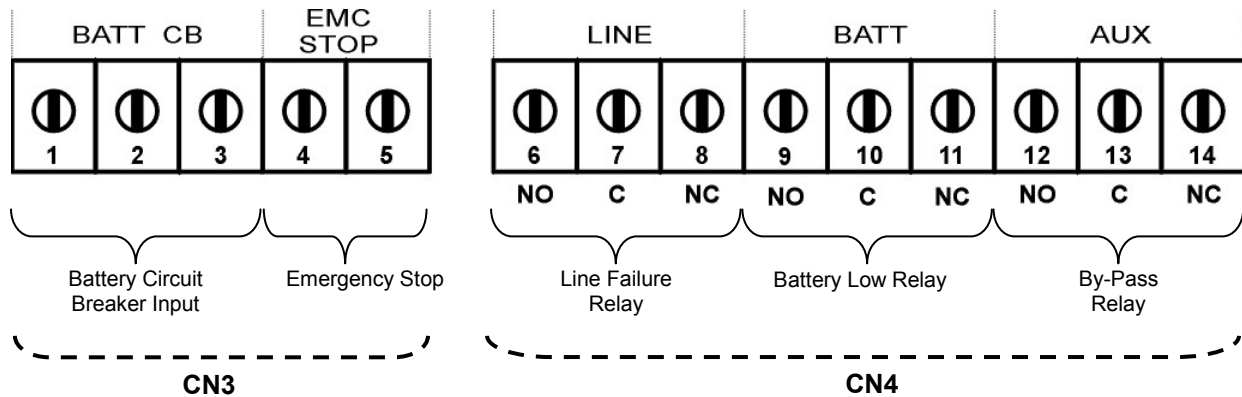 BATT CB
EMC
STOP
LINE
BATT
AUX
1 2 3 4 5
6 7 8 9 10 11 12 13 14
NO C NC NO C NC NO C NC
Battery Circuit
Breaker Input
Emergency Stop
Line Failure
Relay
Battery Low Relay
By-Pass
Relay
CN3
CN4